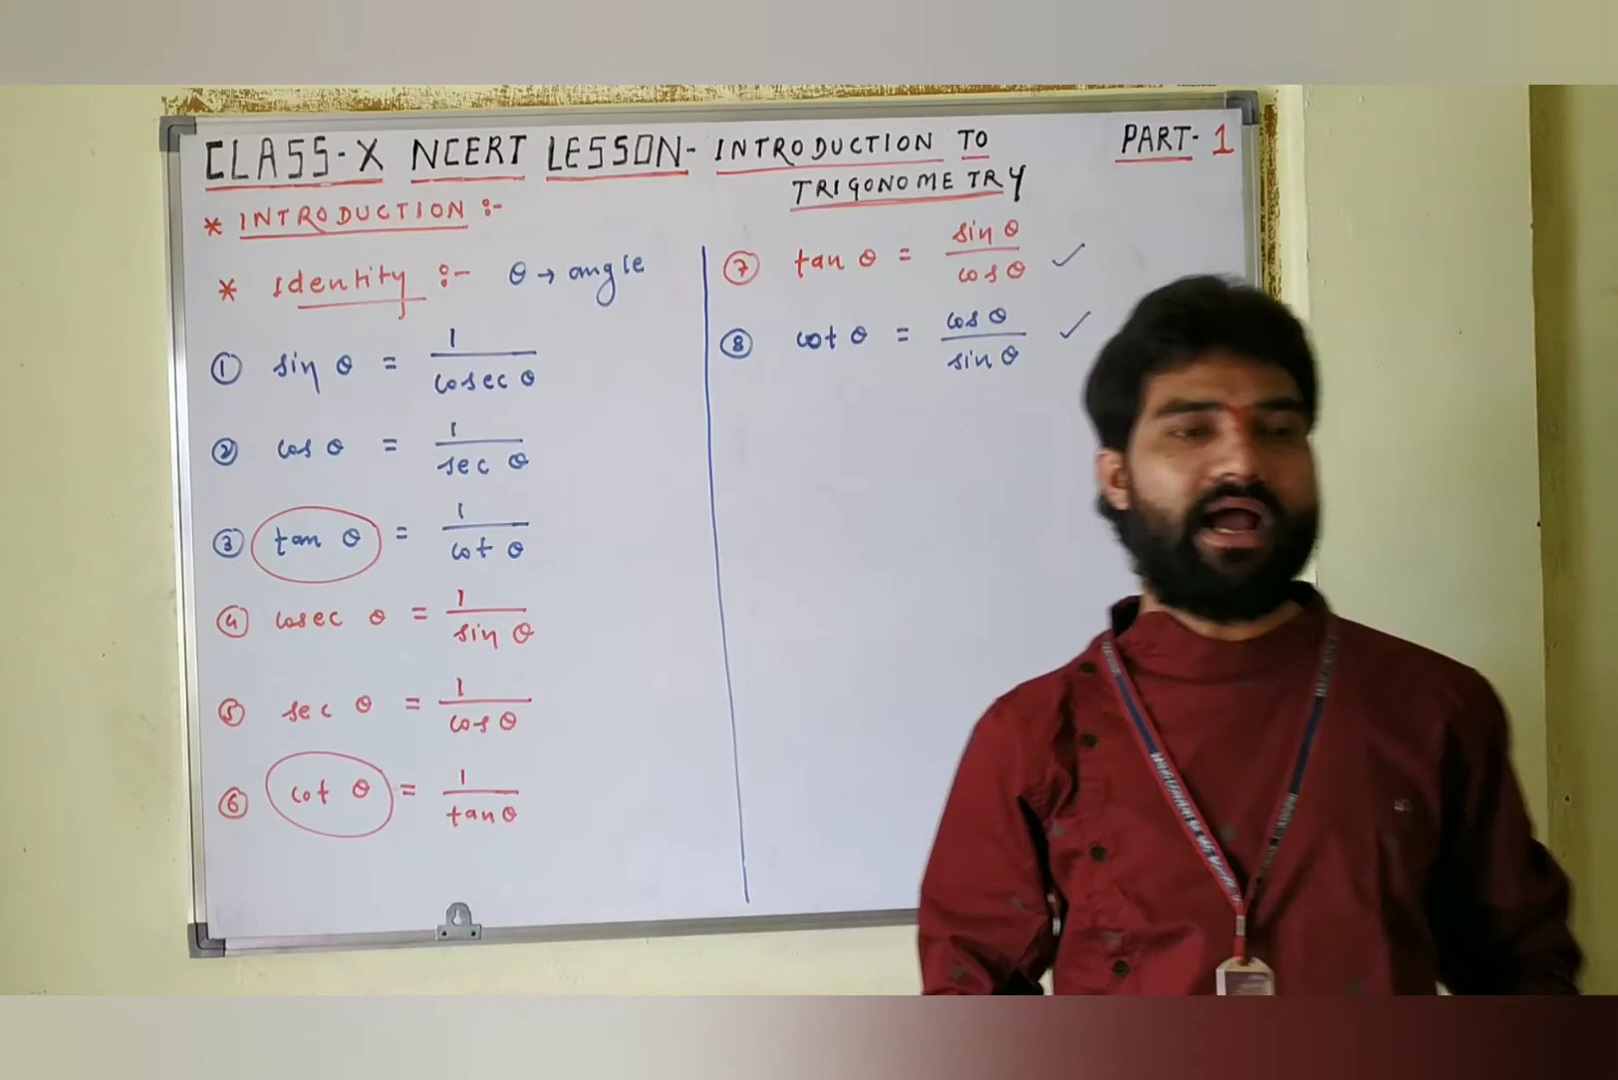 CLASS-X NCERT LESSON- INTRODUCTION TO TRIGONOMETRY
PART- 1
* INTRODUCTION :-
* Identity :- θ → angle
① sin θ = 1/cosec θ
② cos θ = 1/sec θ
③ tan θ = 1/cot θ
④ cosec θ = 1/sin θ
⑤ sec θ = 1/cos θ
⑥ cot θ = 1/tan θ
⑦ tan θ = sin θ/cos θ ✓
⑧ cot θ = cos θ/sin θ ✓